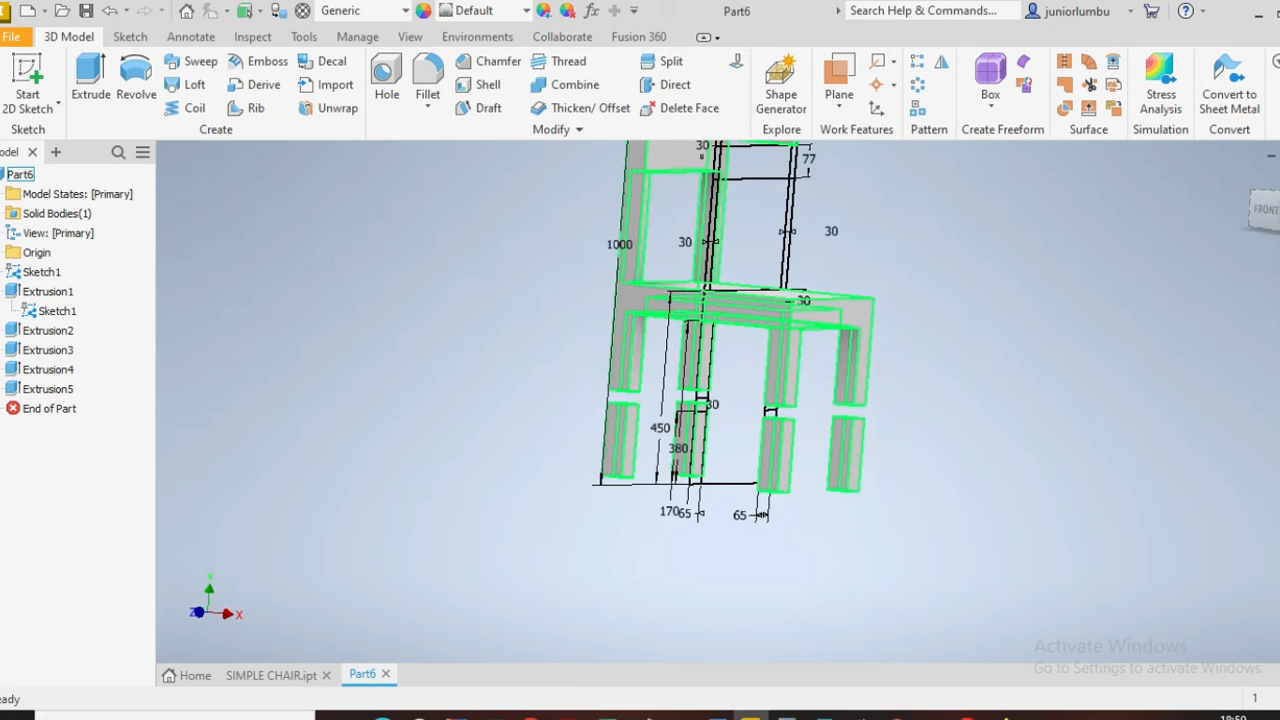 Generic
Default
Part6
Search Help & Commands...
juniorlumbu
File
3D Model
Sketch
Annotate
Inspect
Tools
Manage
View
Environments
Collaborate
Fusion 360
Start
2D Sketch
Extrude
Revolve
Sweep
Emboss
Decal
Loft
Derive
Import
Coil
Rib
Unwrap
Hole
Fillet
Chamfer
Thread
Split
Shell
Combine
Direct
Draft
Thicken/ Offset
Delete Face
Shape
Generator
Plane
Box
Stress
Analysis
Convert to
Sheet Metal
Sketch
Create
Modify
Explore
Work Features
Pattern
Create Freeform
Surface
Simulation
Convert
odel
Part6
Model States: [Primary]
Solid Bodies(1)
View: [Primary]
Origin
Sketch1
Extrusion1
Sketch1
Extrusion2
Extrusion3
Extrusion4
Extrusion5
End of Part
30
77
FRONT
1000
30
30
30
30
450
380
170
65
65
Y
Z
X
Activate Windows
Go to Settings to activate Windows.
Home
SIMPLE CHAIR.ipt
Part6
eady
1
18:50